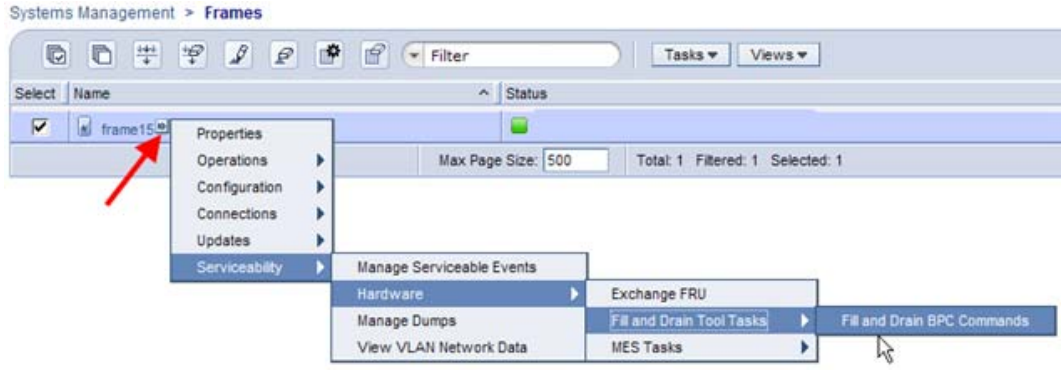 Systems Management > Frames
Filter
Tasks
Views
Select Name Status
frame15
Max Page Size: 500 Total: 1 Filtered: 1 Selected: 1
Properties
Operations
Configuration
Connections
Updates
Serviceability
Manage Serviceable Events
Hardware
Manage Dumps
View VLAN Network Data
Exchange FRU
Fill and Drain Tool Tasks
MES Tasks
Fill and Drain BPC Commands